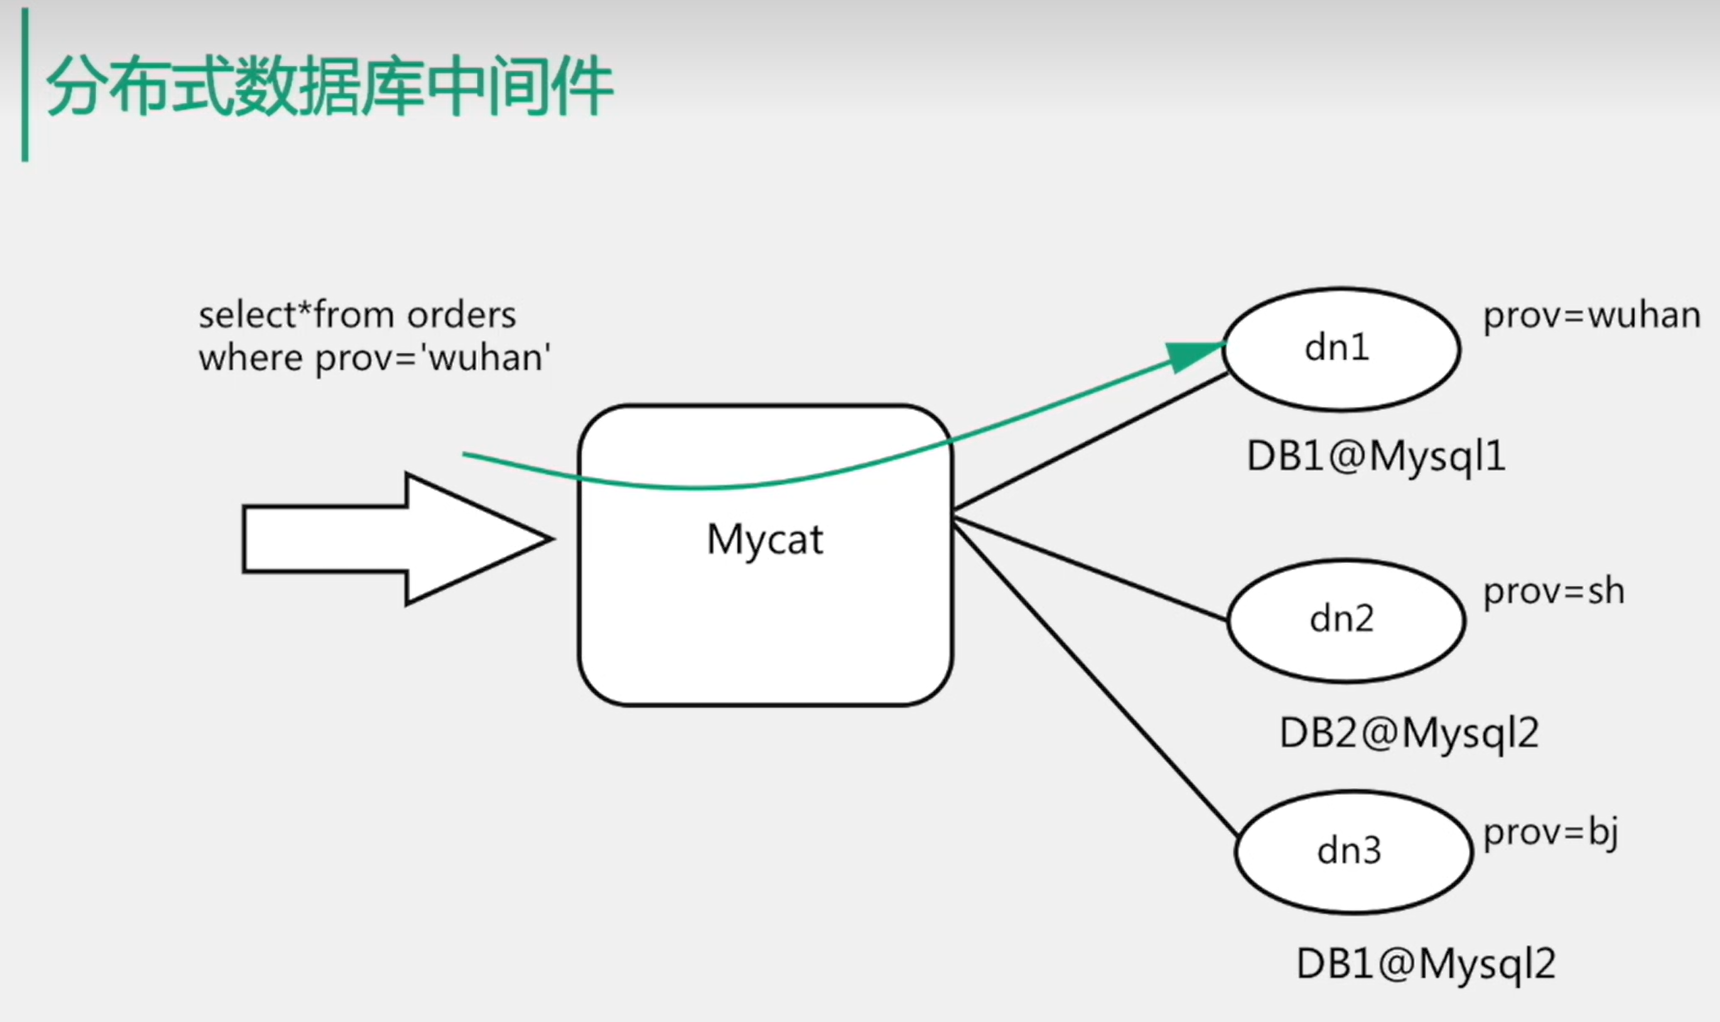 分布式数据库中间件
select*from orders
where prov='wuhan'
Mycat
dn1
prov=wuhan
DB1@Mysql1
dn2
prov=sh
DB2@Mysql2
dn3
prov=bj
DB1@Mysql2